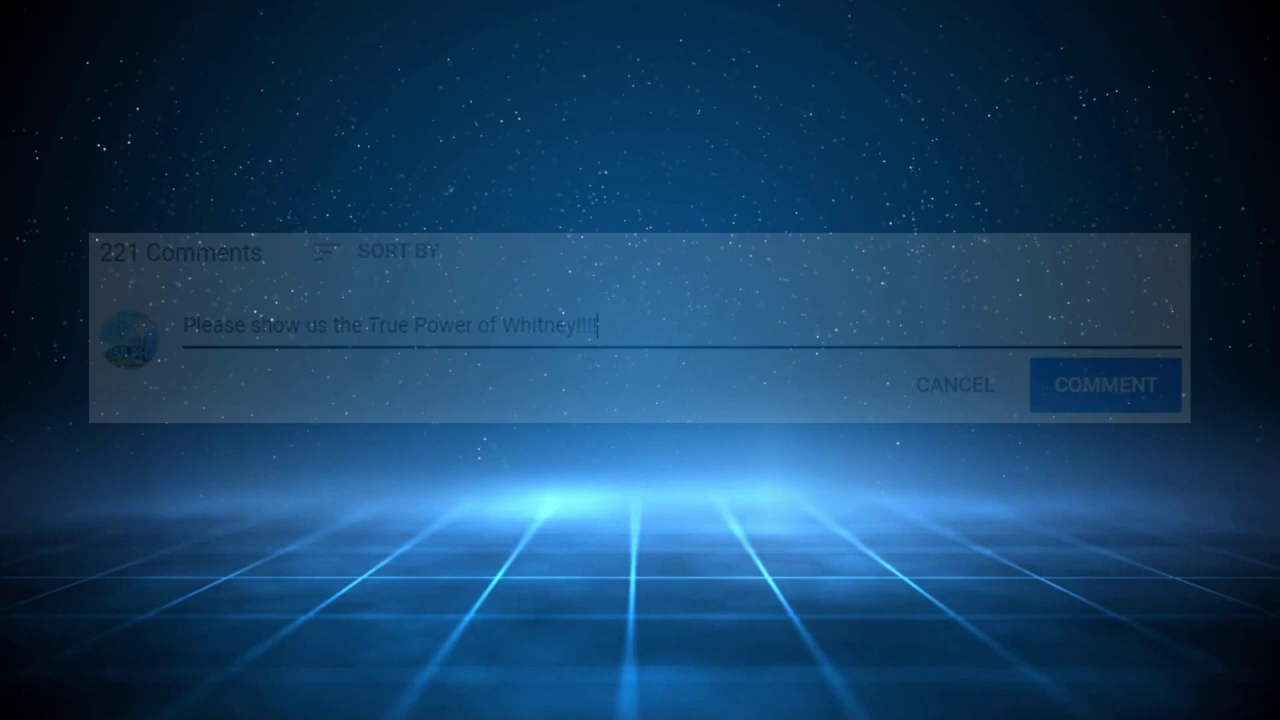 221 Comments SORT BY
Please show us the True Power of Whitney!!!!
CANCEL COMMENT